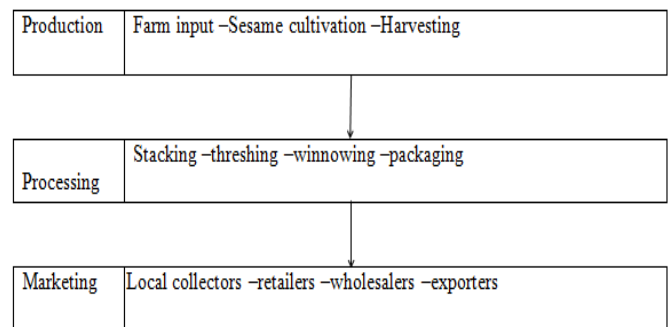 Production Farm input –Sesame cultivation –Harvesting
Stacking –threshing –winnowing –packaging
Processing
Marketing Local collectors –retailers –wholesalers –exporters